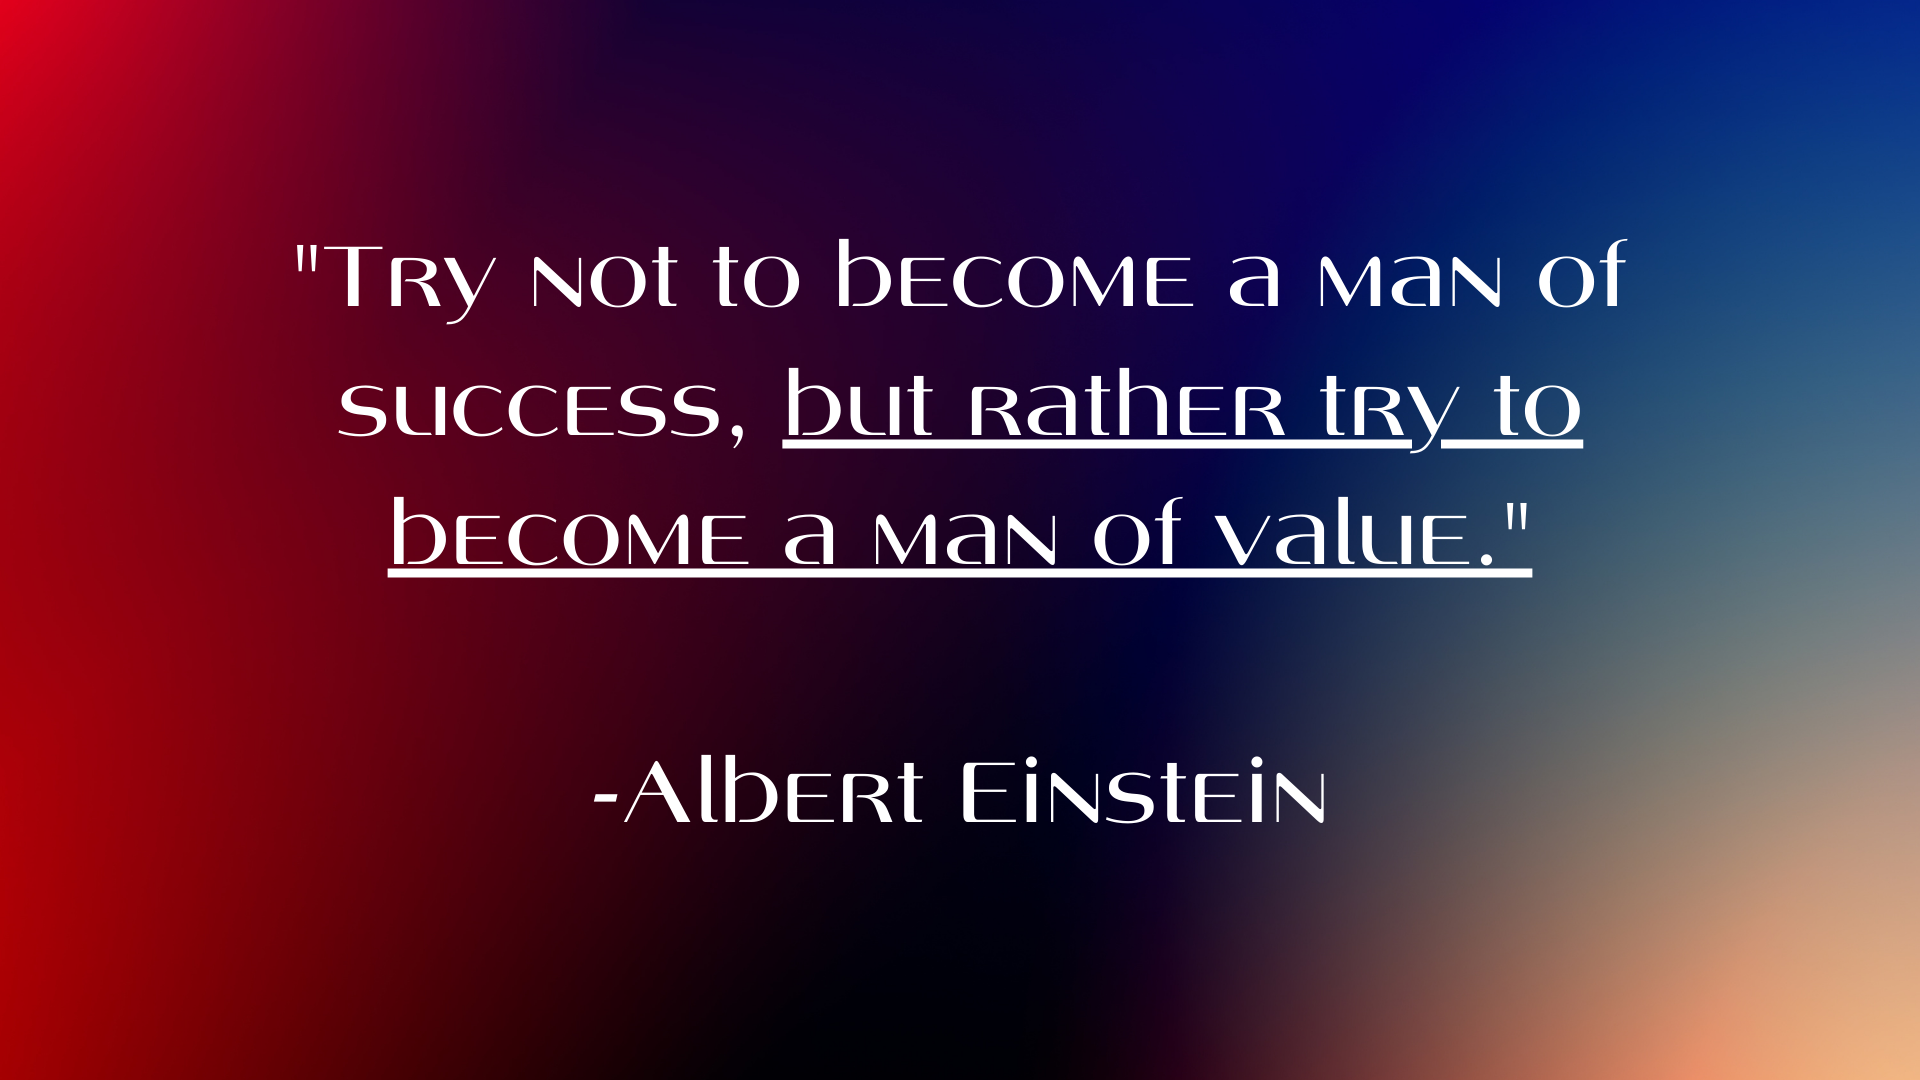 "Try not to become a man of
success, but rather try to
become a man of value."
-Albert Einstein